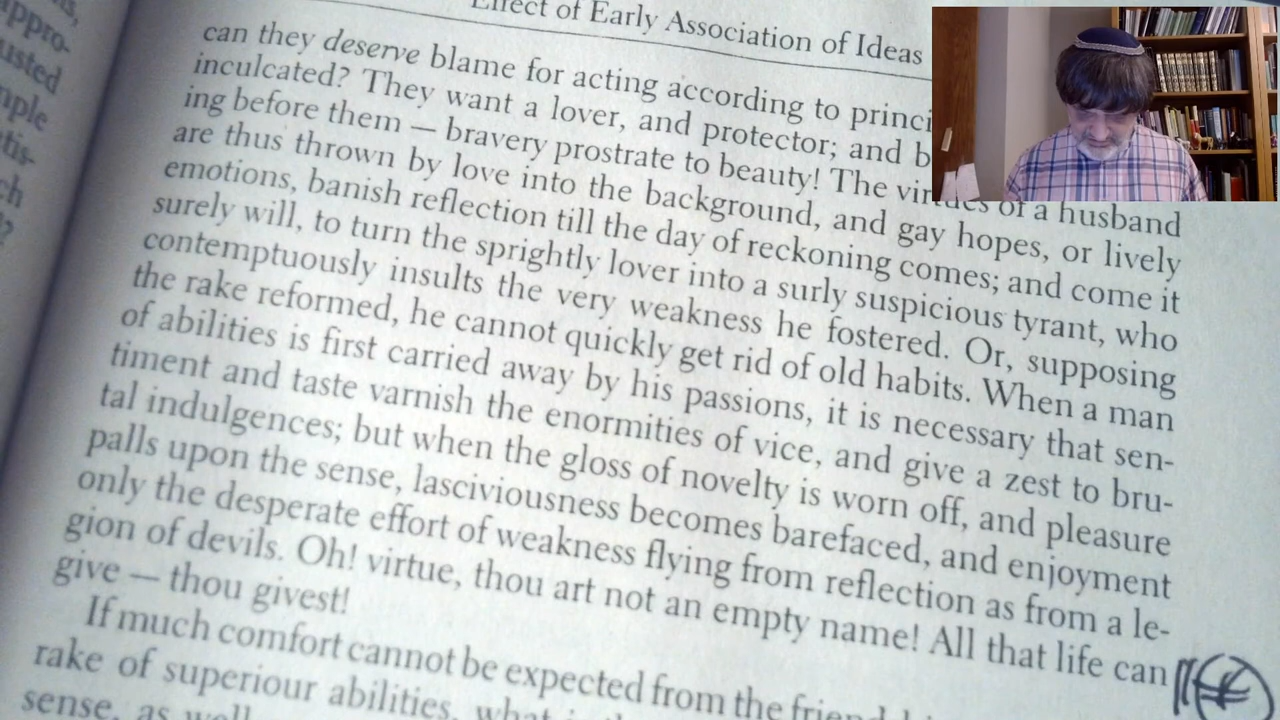 Effect of Early Association of Ideas
can they deserve blame for acting according to
inculcated? They want a lover, and protector; and
ing before them — bravery prostrate to beauty! The virtues of a husband
are thus thrown by love into the background, and gay hopes, or lively
emotions, banish reflection till the day of reckoning comes; and come it
surely will, to turn the sprightly lover into a surly suspicious tyrant, who
contemptuously insults the very weakness he fostered. Or, supposing
the rake reformed, he cannot quickly get rid of old habits. When a man
of abilities is first carried away by his passions, it is necessary that sen-
timent and taste varnish the enormities of vice, and give a zest to bru-
tal indulgences; but when the gloss of novelty is worn off, and pleasure
palls upon the sense, lasciviousness becomes barefaced, and enjoyment
only the desperate effort of weakness flying from reflection as from a le-
gion of devils. Oh! virtue, thou art not an empty name! All that life can
give — thou givest!
If much comfort cannot be expected from the
rake of superiour abilities,
sense, as well